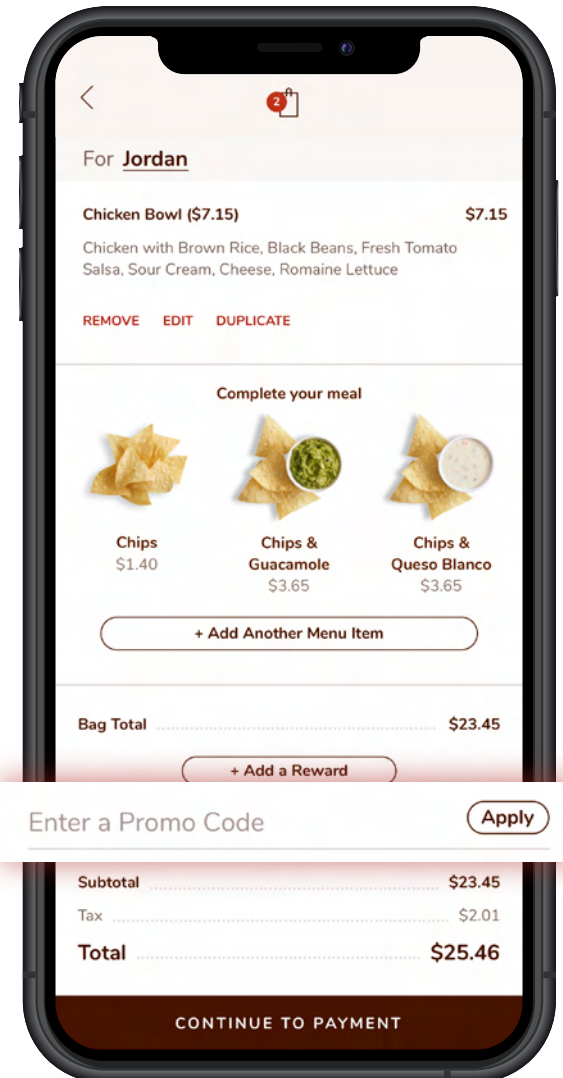 2
For Jordan
Chicken Bowl ($7.15) $7.15
Chicken with Brown Rice, Black Beans, Fresh Tomato
Salsa, Sour Cream, Cheese, Romaine Lettuce
REMOVE EDIT DUPLICATE
Complete your meal
Chips
$1.40
Chips &
Guacamole
$3.65
Chips &
Queso Blanco
$3.65
+ Add Another Menu Item
Bag Total $23.45
+ Add a Reward
Enter a Promo Code Apply
Subtotal $23.45
Tax $2.01
Total $25.46
CONTINUE TO PAYMENT